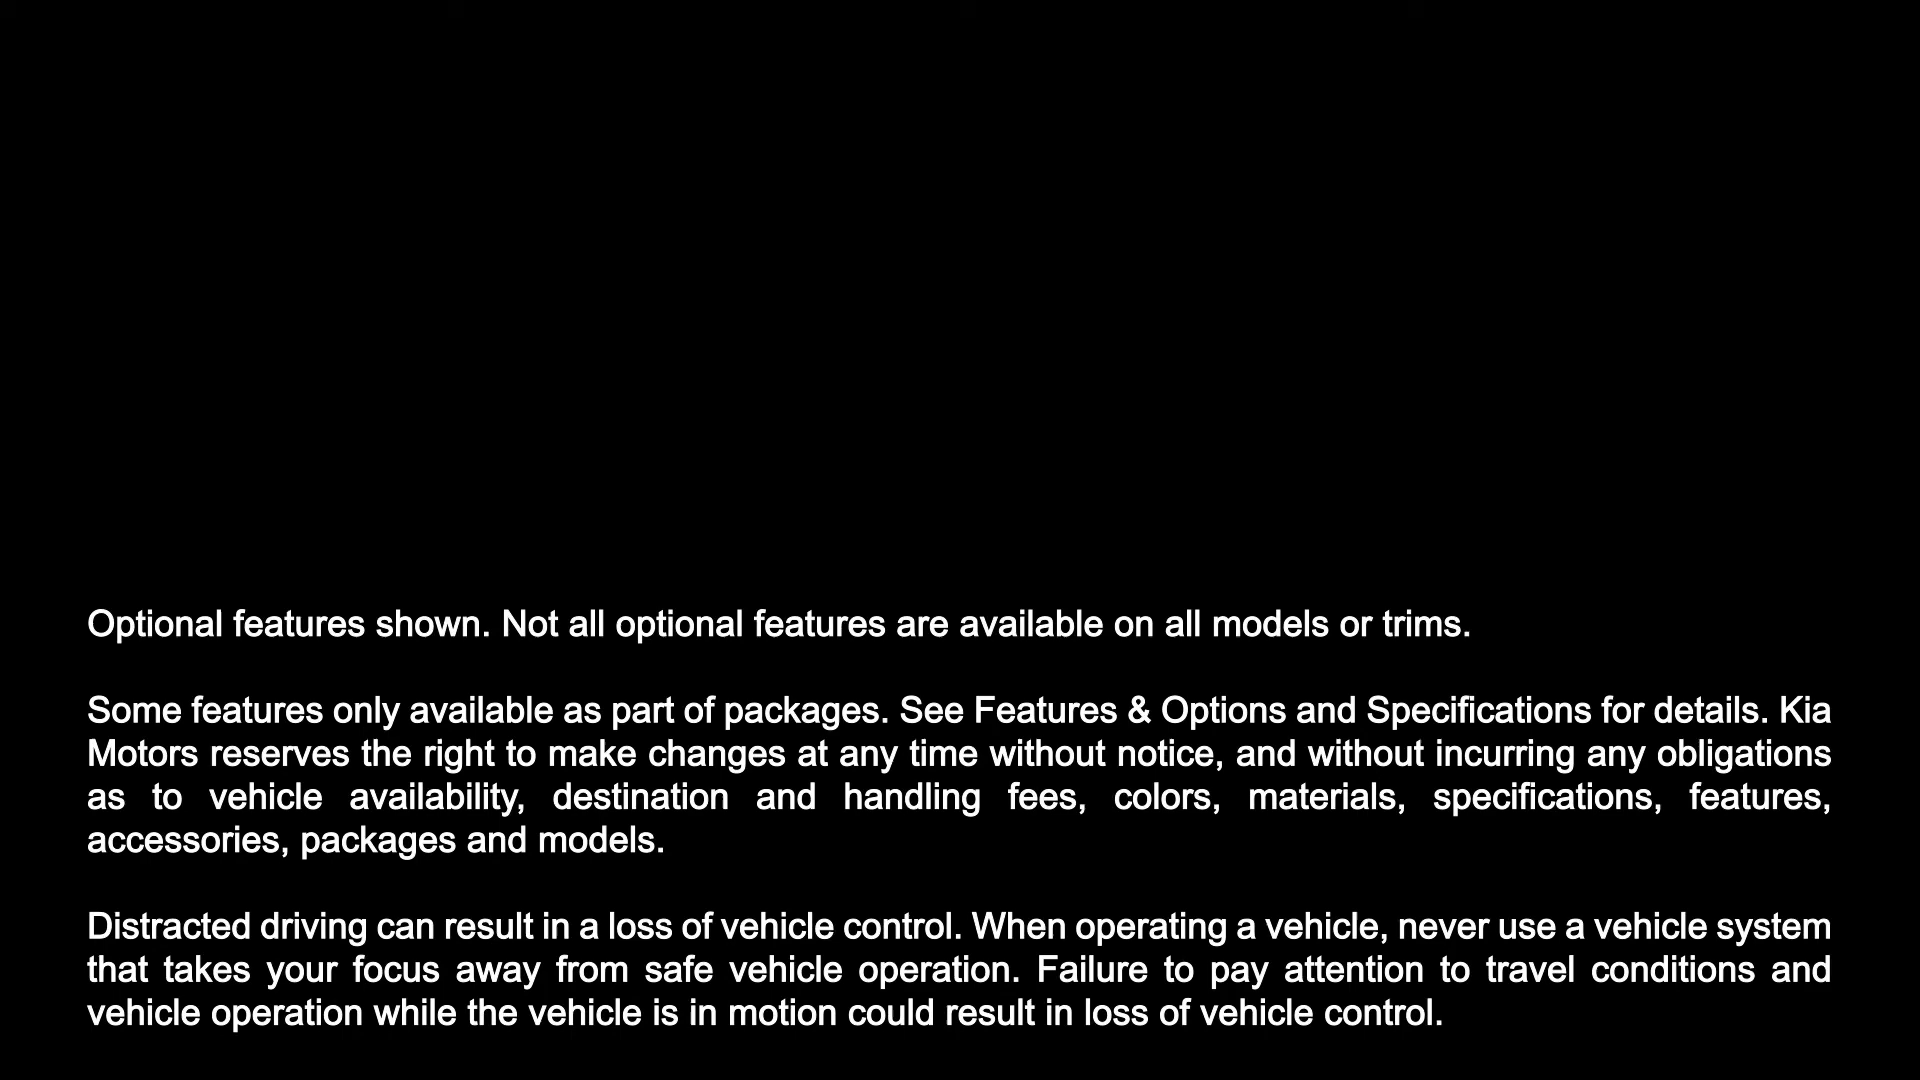 Optional features shown. Not all optional features are available on all models or trims.
Some features only available as part of packages. See Features & Options and Specifications for details. Kia
Motors reserves the right to make changes at any time without notice, and without incurring any obligations
as to vehicle availability, destination and handling fees, colors, materials, specifications, features,
accessories, packages and models.
Distracted driving can result in a loss of vehicle control. When operating a vehicle, never use a vehicle system
that takes your focus away from safe vehicle operation. Failure to pay attention to travel conditions and
vehicle operation while the vehicle is in motion could result in loss of vehicle control.